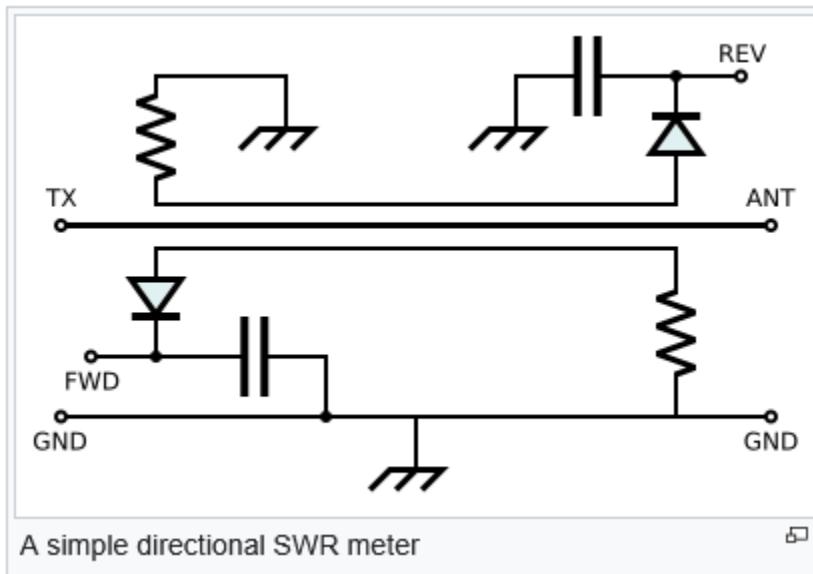 REV
TX
ANT
FWD
GND
GND
A simple directional SWR meter